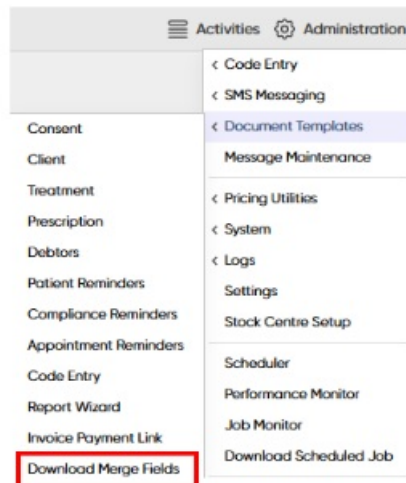 Activities Administration
< Code Entry
< SMS Messaging
< Document Templates
Message Maintenance
< Pricing Utilities
< System
< Logs
Settings
Stock Centre Setup
Scheduler
Performance Monitor
Job Monitor
Download Scheduled Job
Consent
Client
Treatment
Prescription
Debtors
Patient Reminders
Compliance Reminders
Appointment Reminders
Code Entry
Report Wizard
Invoice Payment Link
Download Merge Fields